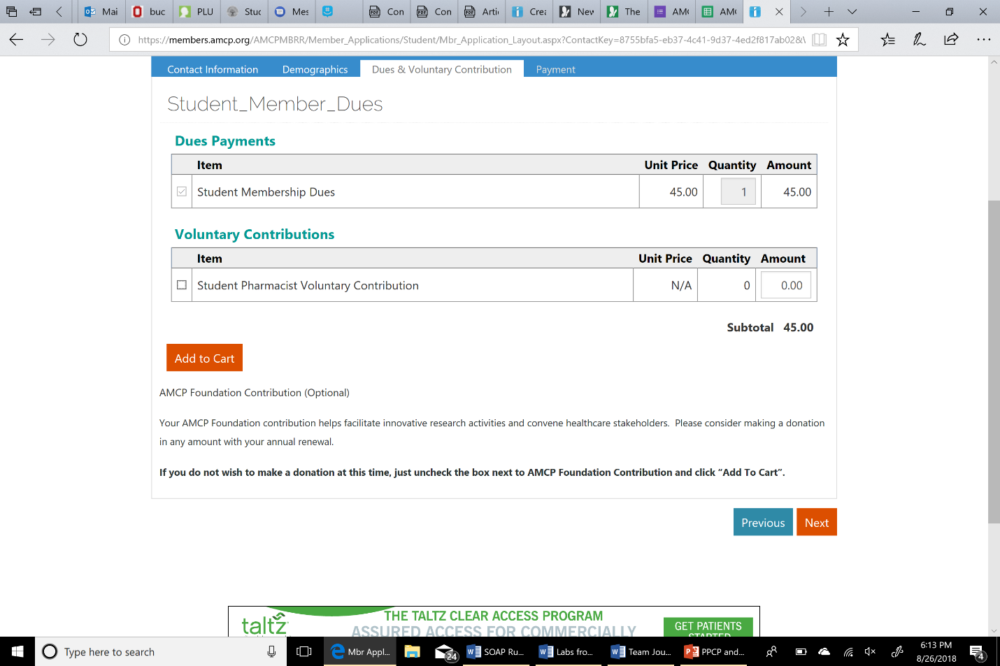 Mai
buc
PLU
Stuc
Mes
Con
Con
Artic
Crea
New
The
AMC
AMC
https://members.amcp.org/AMCPMBRR/Member_Applications/Student/Mbr_Application_Layout.aspx?ContactKey=8755bfa5-eb37-4c41-9d37-4ed2f817ab02&\
Contact Information Demographics Dues & Voluntary Contribution Payment
Student_Member_Dues
Dues Payments
Item Unit Price Quantity Amount
Student Membership Dues 45.00 1 45.00
Voluntary Contributions
Item Unit Price Quantity Amount
Student Pharmacist Voluntary Contribution N/A 0 0.00
Subtotal 45.00
Add to Cart
AMCP Foundation Contribution (Optional)
Your AMCP Foundation contribution helps facilitate innovative research activities and convene healthcare stakeholders. Please consider making a donation
in any amount with your annual renewal.
If you do not wish to make a donation at this time, just uncheck the box next to AMCP Foundation Contribution and click “Add To Cart”.
Previous Next
taltz
THE TALTZ CLEAR ACCESS PROGRAM
ASSURED ACCESS FOR COMMERCIALLY
GET PATIENTS
STARTED
Type here to search
Mbr Appl...
24
SOAP Ru...
Labs fro...
Team Jou...
PPCP and...
6:13 PM
8/26/2018
4